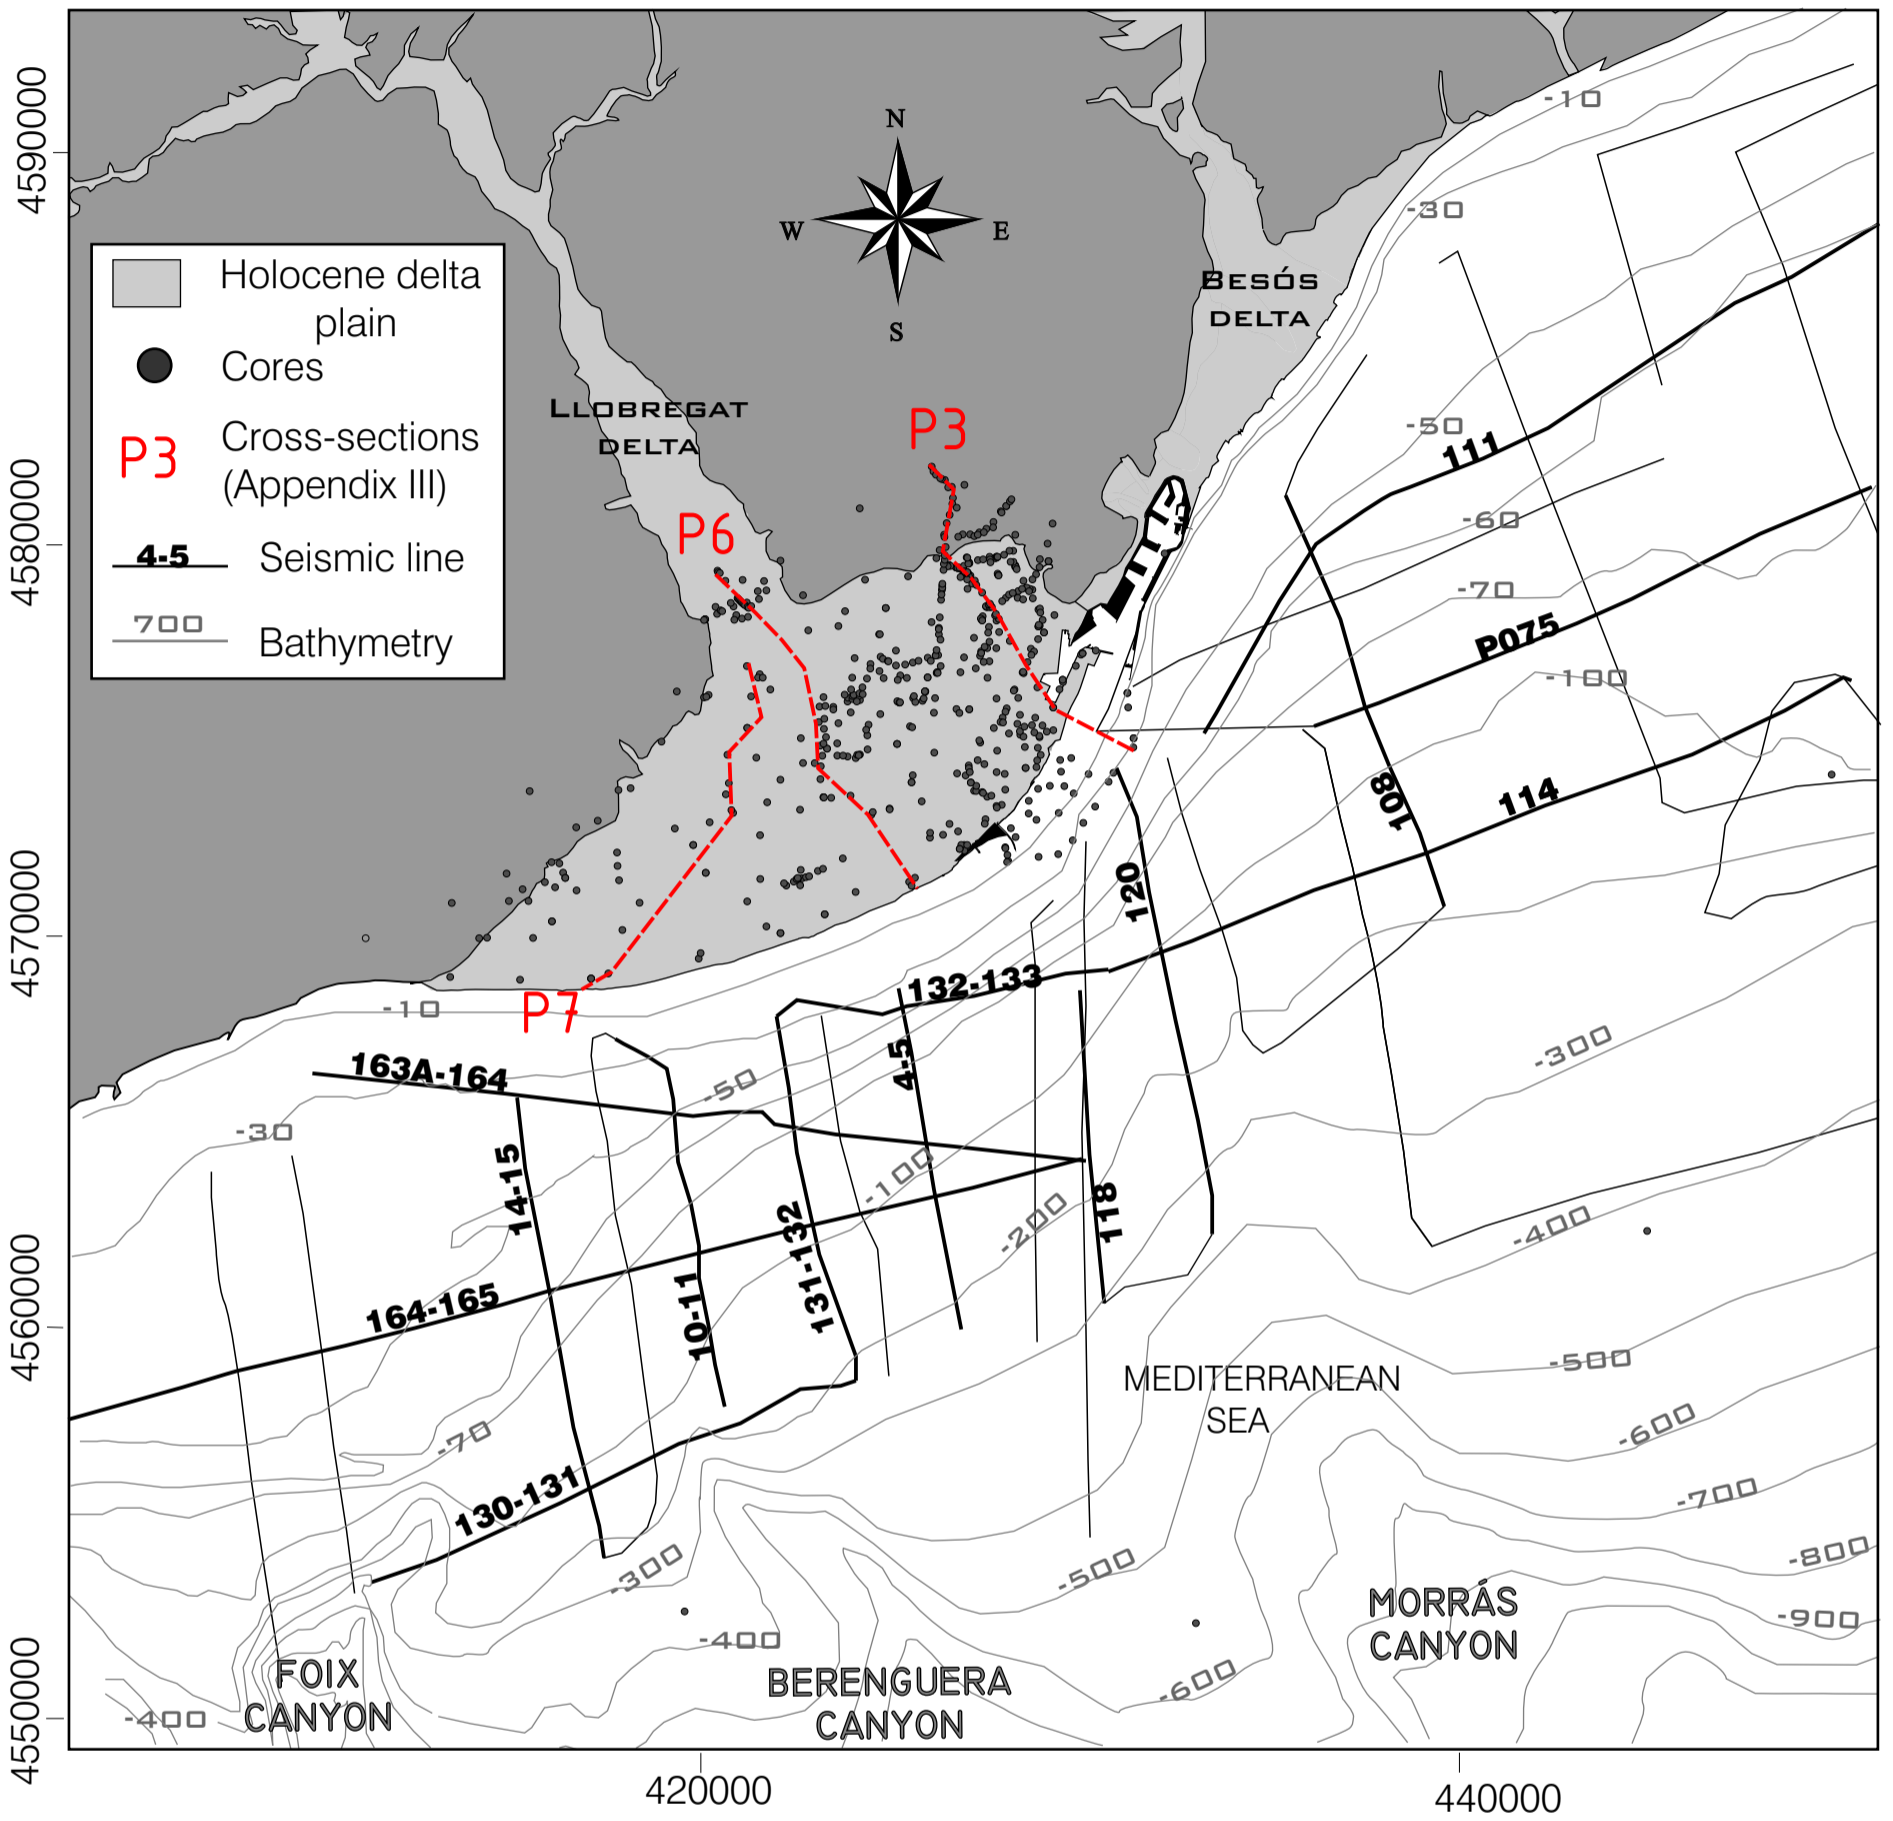 4590000
4580000
4570000
4560000
4550000
420000
440000
N
W
E
S
Holocene delta
plain
Cores
P3
Cross-sections
(Appendix III)
4-5
Seismic line
700
Bathymetry
LLOBREGAT
DELTA
BESÓS
DELTA
P3
P6
P7
-10
-30
-50
-60
-70
-100
-300
-400
-500
-600
-700
-800
-900
111
P075
108
114
120
132-133
4-5
118
163A-164
14-15
164-165
10-11
131-132
130-131
-10
-30
-50
-100
-200
-70
-300
-400
-500
-600
-400
MEDITERRANEAN
SEA
FOIX
CANYON
BERENGUERA
CANYON
MORRÁS
CANYON